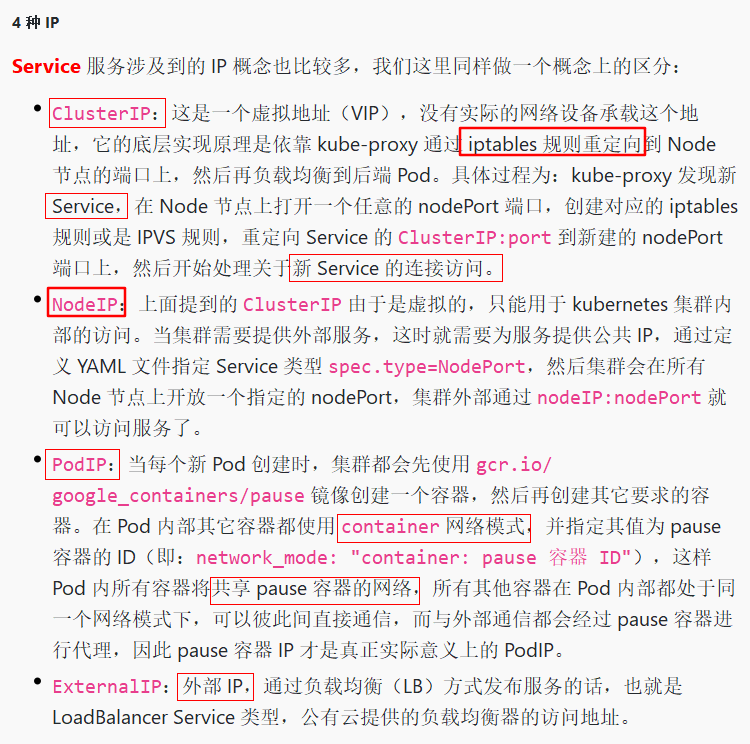 4 种 IP
Service 服务涉及到的 IP 概念也比较多，我们这里同样做一个概念上的区分：
• ClusterIP：这是一个虚拟地址（VIP），没有实际的网络设备承载这个地
址，它的底层实现原理是依靠 kube-proxy 通过 iptables 规则重定向到 Node
节点的端口上，然后再负载均衡到后端 Pod。具体过程为：kube-proxy 发现新
Service，在 Node 节点上打开一个任意的 nodePort 端口，创建对应的 iptables
规则或是 IPVS 规则，重定向 Service 的 ClusterIP:port 到新建的 nodePort
端口上，然后开始处理关于新 Service 的连接访问。
• NodeIP：上面提到的 ClusterIP 由于是虚拟的，只能用于 kubernetes 集群内
部的访问。当集群需要提供外部服务，这时就需要为服务提供公共 IP，通过定
义 YAML 文件指定 Service 类型 spec.type=NodePort，然后集群会在所有
Node 节点上开放一个指定的 nodePort，集群外部通过 nodeIP:nodePort 就
可以访问服务了。
• PodIP：当每个新 Pod 创建时，集群都会先使用 gcr.io/
google_containers/pause 镜像创建一个容器，然后再创建其它要求的容
器。在 Pod 内部其它容器都使用 container 网络模式，并指定其值为 pause
容器的 ID（即：network_mode: "container: pause 容器 ID"），这样
Pod 内所有容器将共享 pause 容器的网络，所有其他容器在 Pod 内部都处于同
一个网络模式下，可以彼此间直接通信，而与外部通信都会经过 pause 容器进
行代理，因此 pause 容器 IP 才是真正实际意义上的 PodIP。
• ExternalIP：外部 IP，通过负载均衡（LB）方式发布服务的话，也就是
LoadBalancer Service 类型，公有云提供的负载均衡器的访问地址。